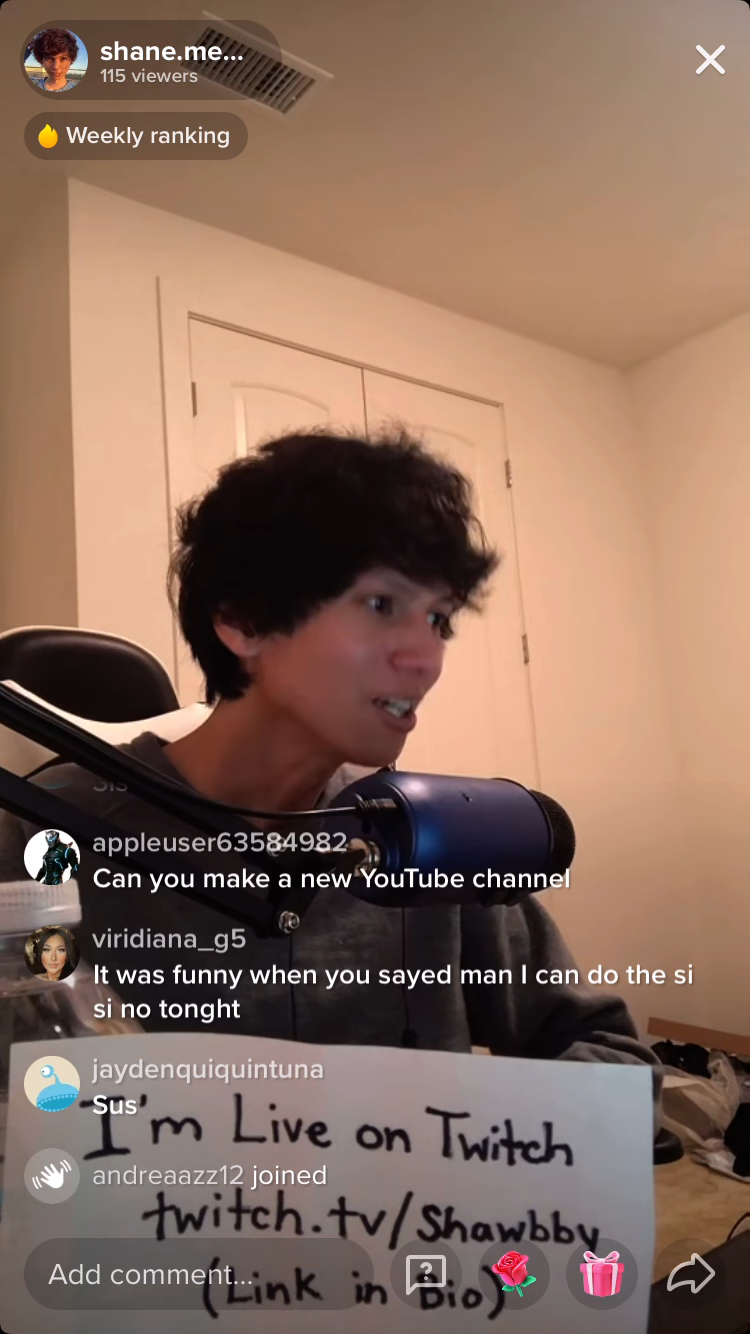 shane.me...
115 viewers
Weekly ranking
sis
appleuser63584982
Can you make a new YouTube channel
viridiana_g5
It was funny when you sayed man I can do the si
si no tonght
jaydenquiquintuna
Sus
I'm Live on Twitch
andreaazz12 joined
twitch.tv/Shawbby
Add comment...
(Link in Bio)